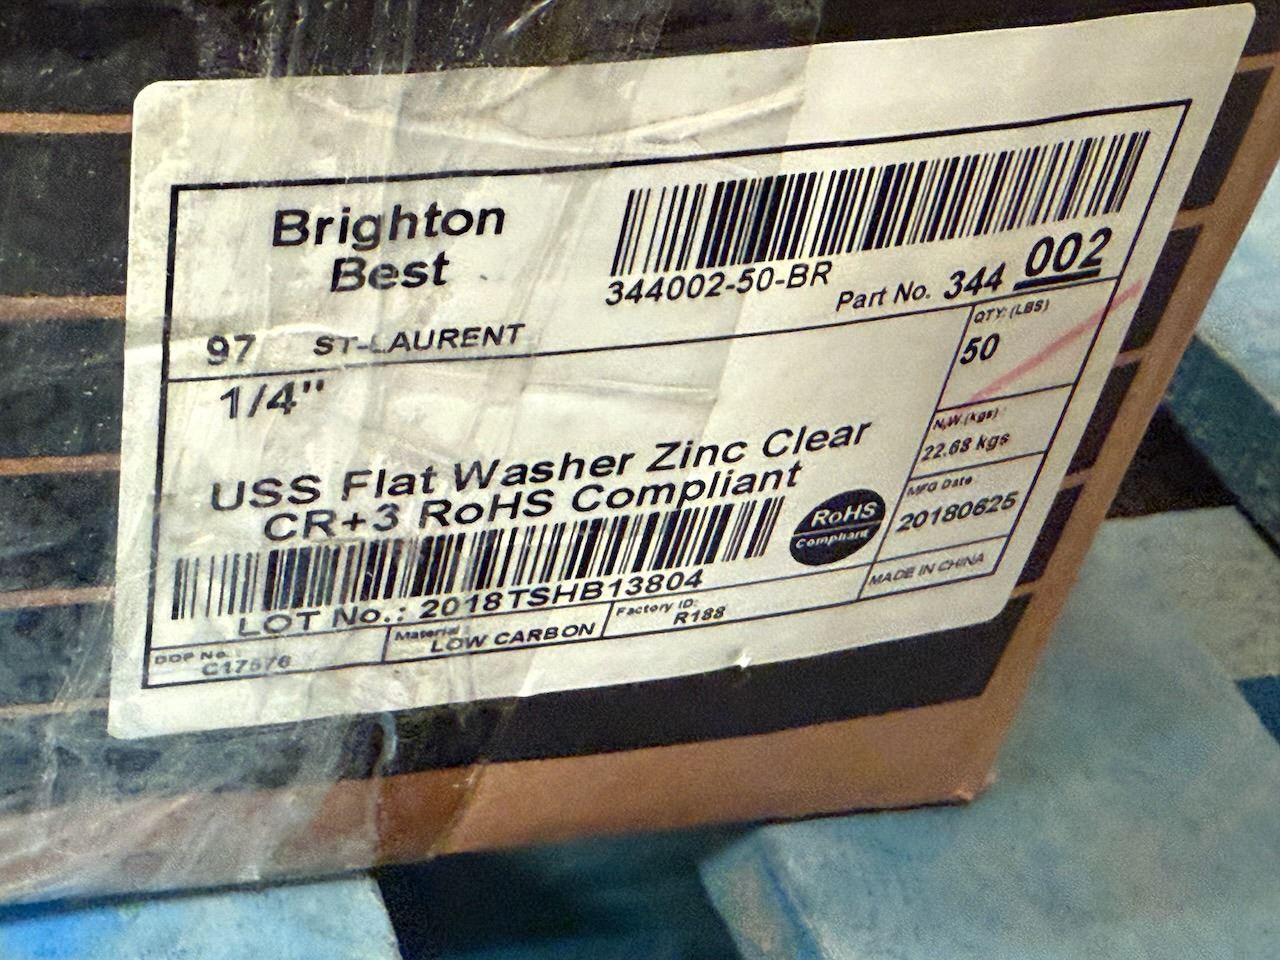 Brighton
Best
344002-50-BR
Part No. 344 002
97 ST-LAURENT
QTY: (LBS)
50
1/4"
N.W.(kgs)
22.68 kgs
USS Flat Washer Zinc Clear
CR+3 RoHS Compliant
RoHS
Compliant
MFG Date
20180625
LOT No.: 2018TSHB13804
MADE IN CHINA
DOP No.:
C17576
Material:
LOW CARBON
Factory ID:
R188